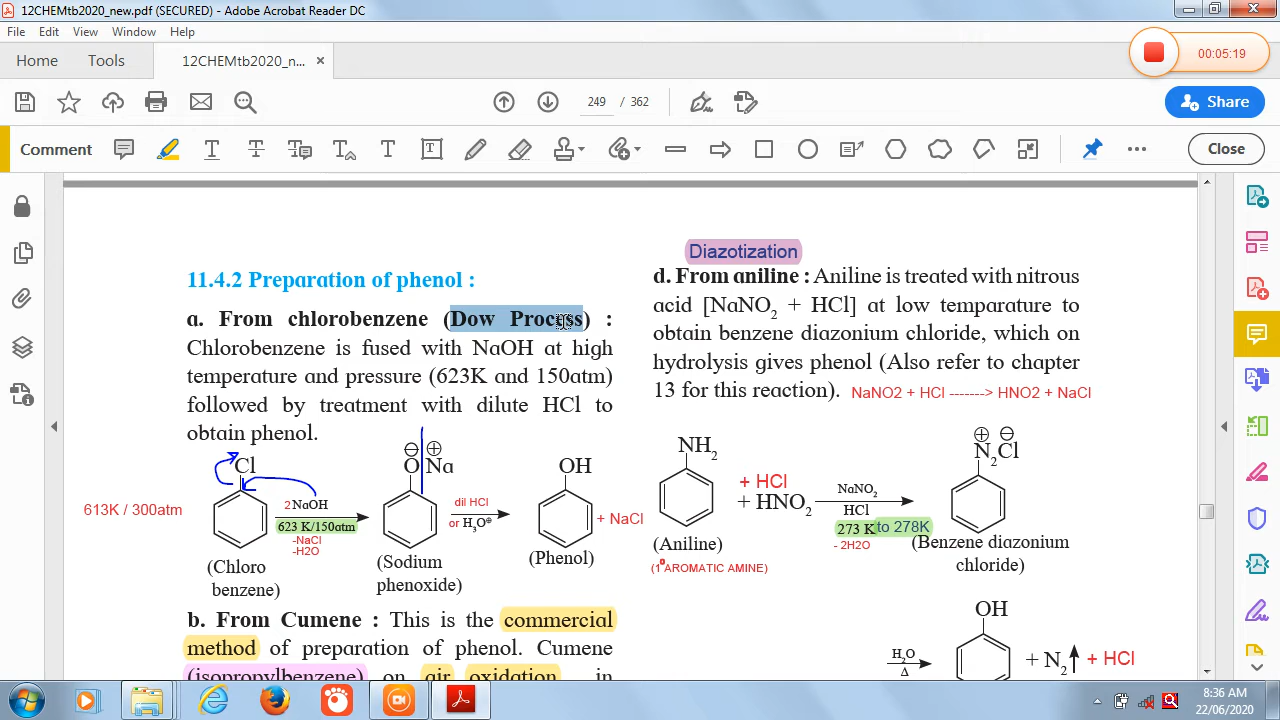 12CHEMtb2020_new.pdf (SECURED) - Adobe Acrobat Reader DC
File Edit View Window Help
Home Tools 12CHEMtb2020_n... ×
00:05:19
249 / 362
Share
Comment
Close
11.4.2 Preparation of phenol :
a. From chlorobenzene (Dow Process) :
Chlorobenzene is fused with NaOH at high
temperature and pressure (623K and 150atm)
followed by treatment with dilute HCl to
obtain phenol.
613K / 300atm
Cl
2NaOH
623 K/150atm
-NaCl
-H2O
(Chloro
benzene)
⊖ ⊕
O Na
(Sodium
phenoxide)
dil HCl
or H₃O⊕
OH
(Phenol)
+ NaCl
b. From Cumene : This is the commercial
method of preparation of phenol. Cumene
(isopropylbenzene) on air oxidation in
Diazotization
d. From aniline : Aniline is treated with nitrous
acid [NaNO₂ + HCl] at low temparature to
obtain benzene diazonium chloride, which on
hydrolysis gives phenol (Also refer to chapter
13 for this reaction). NaNO2 + HCl -------> HNO2 + NaCl
NH₂
(Aniline)
(1⁰AROMATIC AMINE)
+ HCl
+ HNO₂
NaNO₂
HCl
273 K to 278K
- 2H2O
⊕ ⊖
N₂Cl
(Benzene diazonium
chloride)
H₂O
Δ
OH
+ N₂ + HCl
8:36 AM
22/06/2020